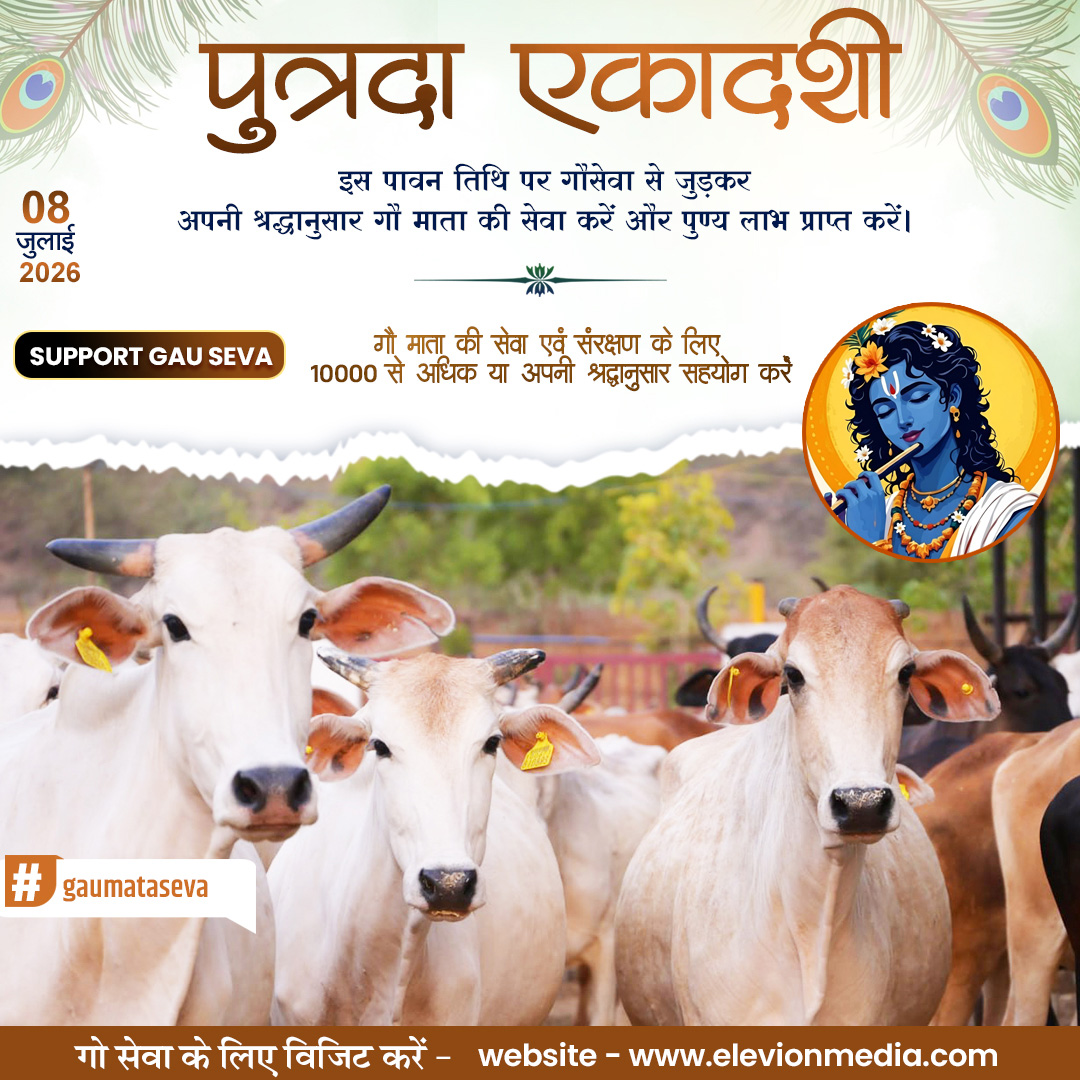 पुत्रदा एकादशी
इस पावन तिथि पर गौसेवा से जुड़कर
अपनी श्रद्धानुसार गौ माता की सेवा करें और पुण्य लाभ प्राप्त करें।
08
जुलाई
2026
SUPPORT GAU SEVA
गौ माता की सेवा एवं संरक्षण के लिए
10000 से अधिक या अपनी श्रद्धानुसार सहयोग करें
# gaumataseva
गो सेवा के लिए विजिट करें - website - www.elevionmedia.com